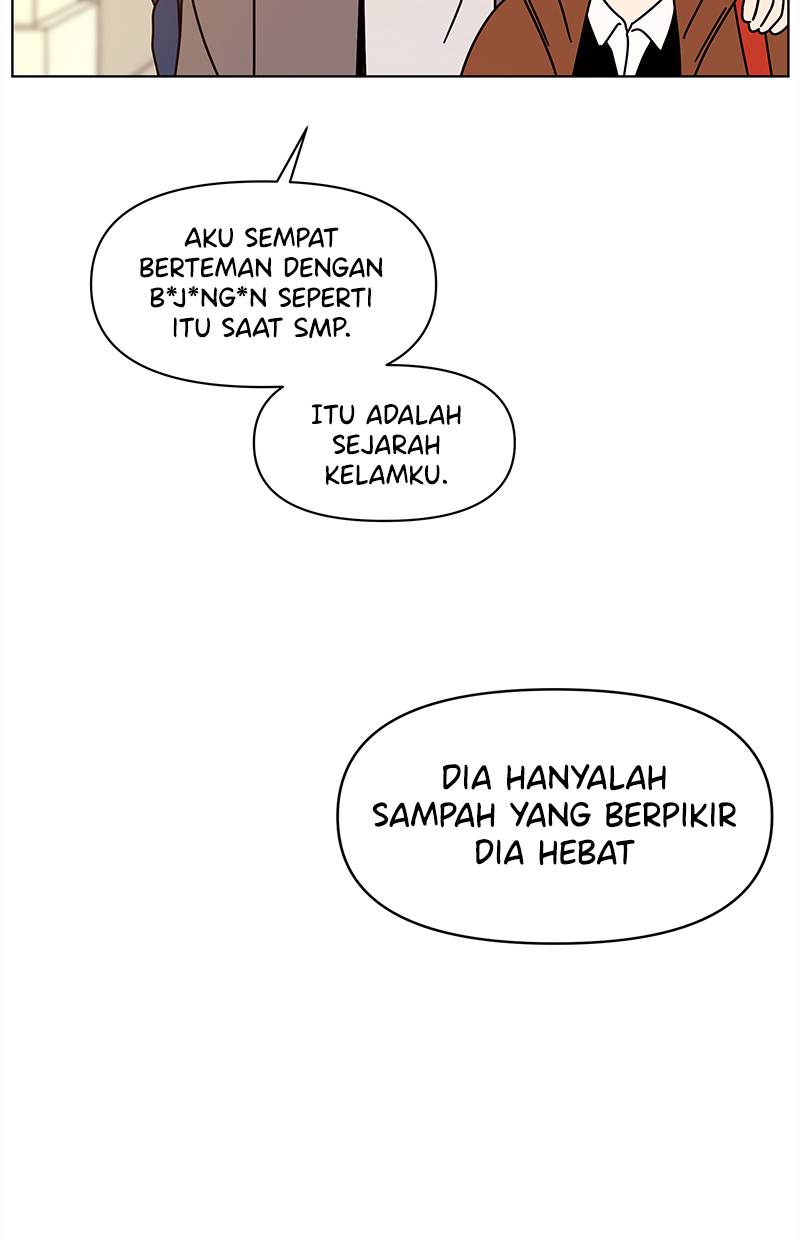 AKU SEMPAT
BERTEMAN DENGAN
B*J*NG*N SEPERTI
ITU SAAT SMP.
ITU ADALAH
SEJARAH
KELAMKU.
DIA HANYALAH
SAMPAH YANG BERPIKIR
DIA HEBAT